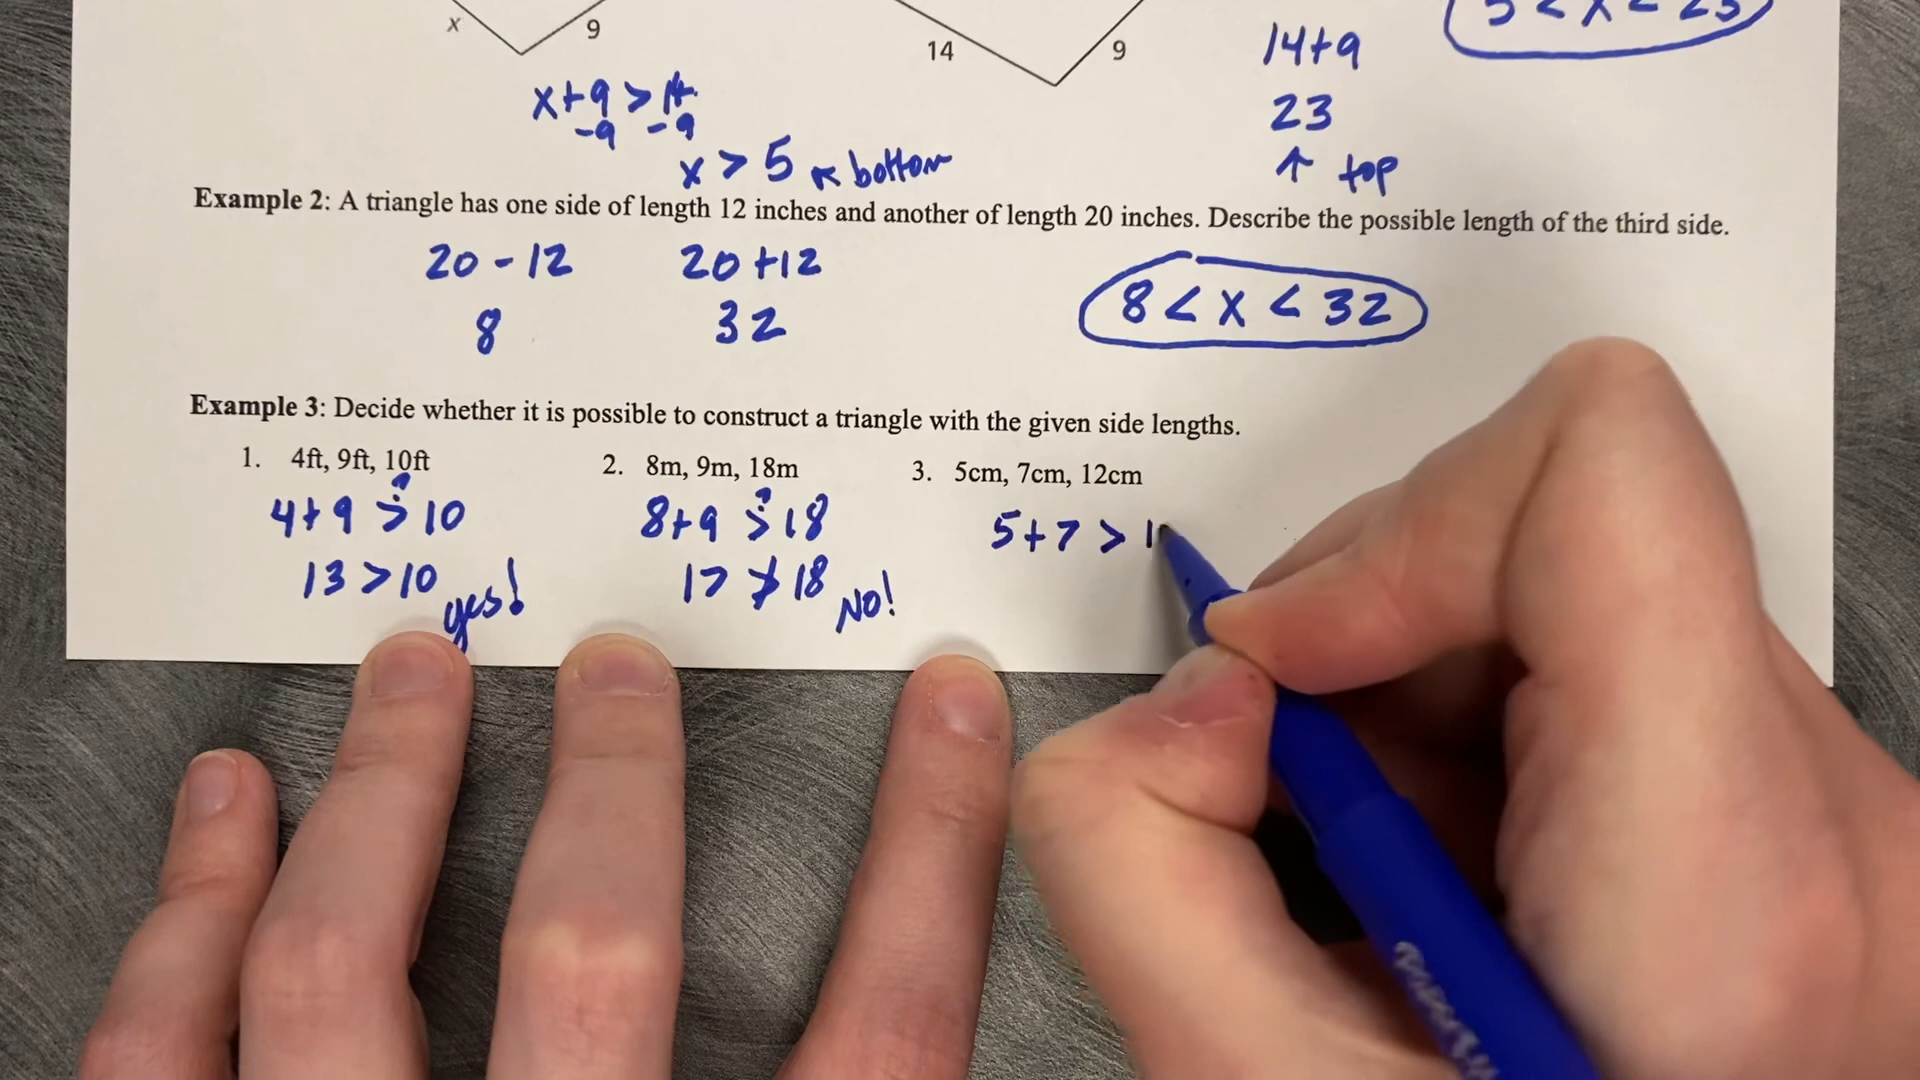 x
9
14
9
14+9
5 < x < 23
x+9 > 14
-9 -9
23
x > 5 ↖ bottom
↑ top
Example 2: A triangle has one side of length 12 inches and another of length 20 inches. Describe the possible length of the third side.
20 - 12
20 +12
8 < x < 32
8
32
Example 3: Decide whether it is possible to construct a triangle with the given side lengths.
1. 4ft, 9ft, 10ft
2. 8m, 9m, 18m
3. 5cm, 7cm, 12cm
4+9 >? 10
8+9 >? 18
5+7 > 1
13 > 10 yes!
17 ≯ 18 NO!